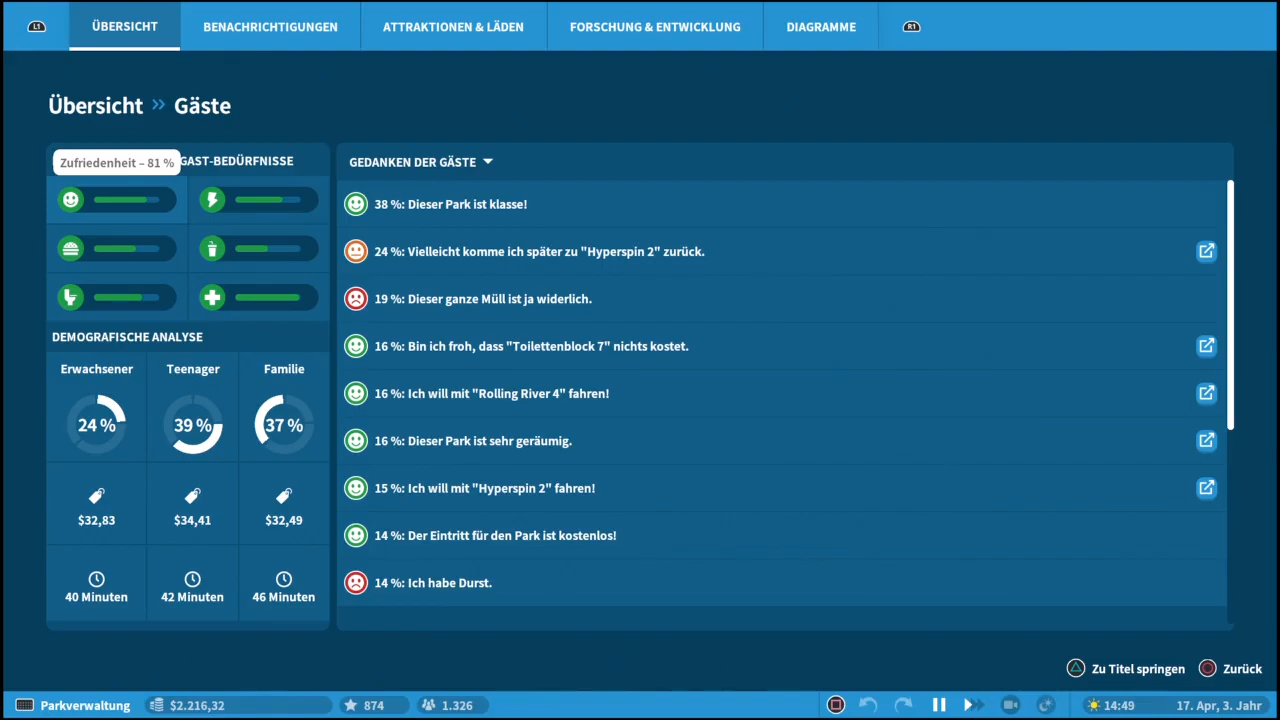 L1 ÜBERSICHT BENACHRICHTIGUNGEN ATTRAKTIONEN & LÄDEN FORSCHUNG & ENTWICKLUNG DIAGRAMME R1
Übersicht » Gäste
Zufriedenheit – 81 % GAST-BEDÜRFNISSE
DEMOGRAFISCHE ANALYSE
Erwachsener Teenager Familie
24 % 39 % 37 %
$32,83 $34,41 $32,49
40 Minuten 42 Minuten 46 Minuten
GEDANKEN DER GÄSTE
38 %: Dieser Park ist klasse!
24 %: Vielleicht komme ich später zu "Hyperspin 2" zurück.
19 %: Dieser ganze Müll ist ja widerlich.
16 %: Bin ich froh, dass "Toilettenblock 7" nichts kostet.
16 %: Ich will mit "Rolling River 4" fahren!
16 %: Dieser Park ist sehr geräumig.
15 %: Ich will mit "Hyperspin 2" fahren!
14 %: Der Eintritt für den Park ist kostenlos!
14 %: Ich habe Durst.
Zu Titel springen Zurück
Parkverwaltung $2.216,32 874 1.326 14:49 17. Apr, 3. Jahr